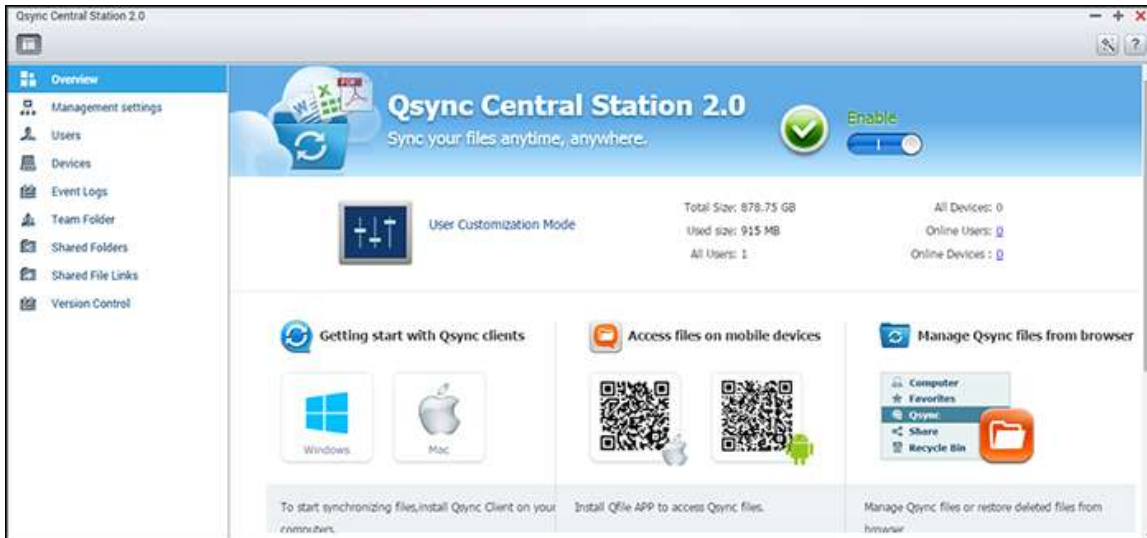 Qsync Central Station 2.0
Overview
Management settings
Users
Devices
Event Logs
Team Folder
Shared Folders
Shared File Links
Version Control
Qsync Central Station 2.0
Sync your files anytime, anywhere.
Enable
User Customization Mode
Total Size: 878.75 GB
Used size: 915 MB
All Users: 1
All Devices: 0
Online Users: 0
Online Devices : 0
Getting start with Qsync clients
Windows
Mac
To start synchronizing files,install Qsync Client on your
computers.
Access files on mobile devices
Install Qfile APP to access Qsync files.
Manage Qsync files from browser
Computer
Favorites
Qsync
Share
Recycle Bin
Manage Qsync files or restore deleted files from
browser